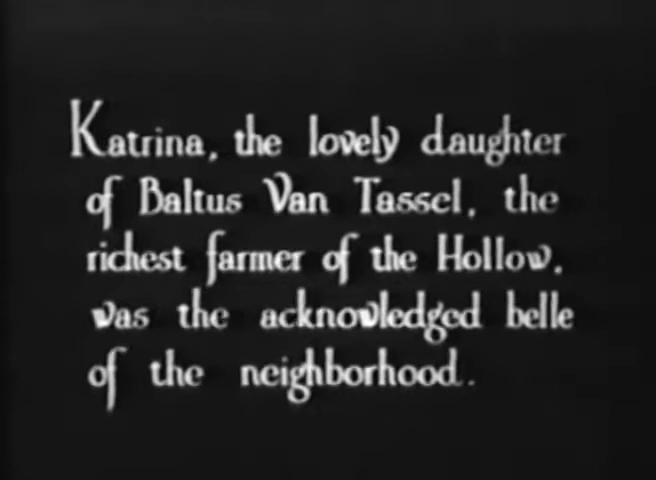 Katrina, the lovely daughter
of Baltus Van Tassel, the
richest farmer of the Hollow,
was the acknowledged belle
of the neighborhood.